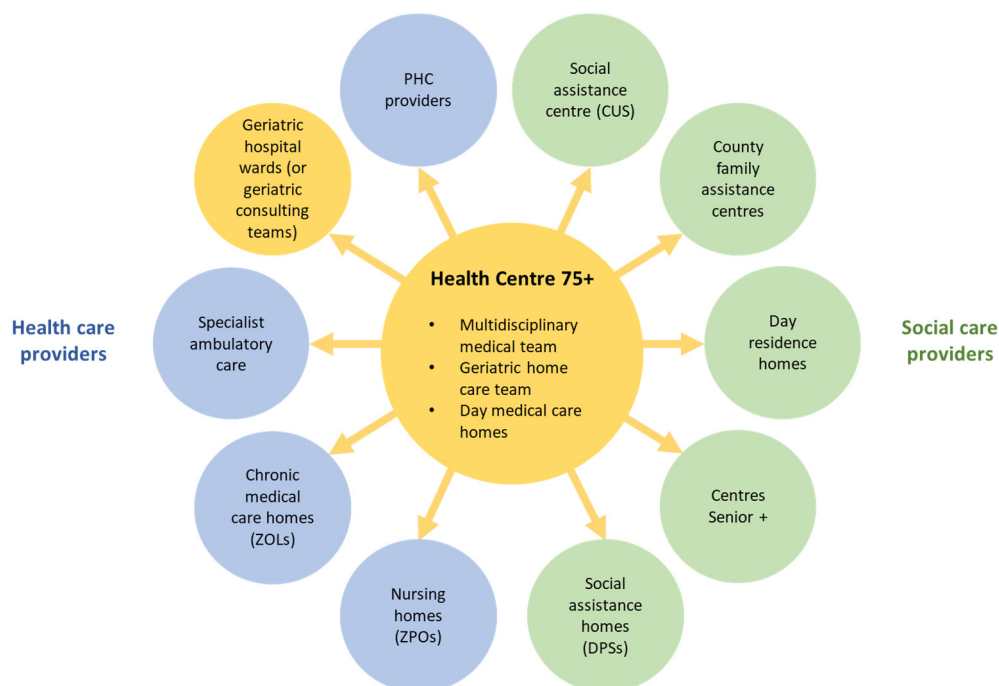 PHC
providers
Social
assistance
centre (CUS)
Geriatric
hospital
wards (or
geriatric
consulting
teams)
County
family
assistance
centres
Health Centre 75+
• Multidisciplinary
medical team
• Geriatric home
care team
• Day medical care
homes
Health care
providers
Specialist
ambulatory
care
Day
residence
homes
Social care
providers
Chronic
medical
care homes
(ZOLs)
Centres
Senior +
Nursing
homes
(ZPOs)
Social
assistance
homes
(DPSs)